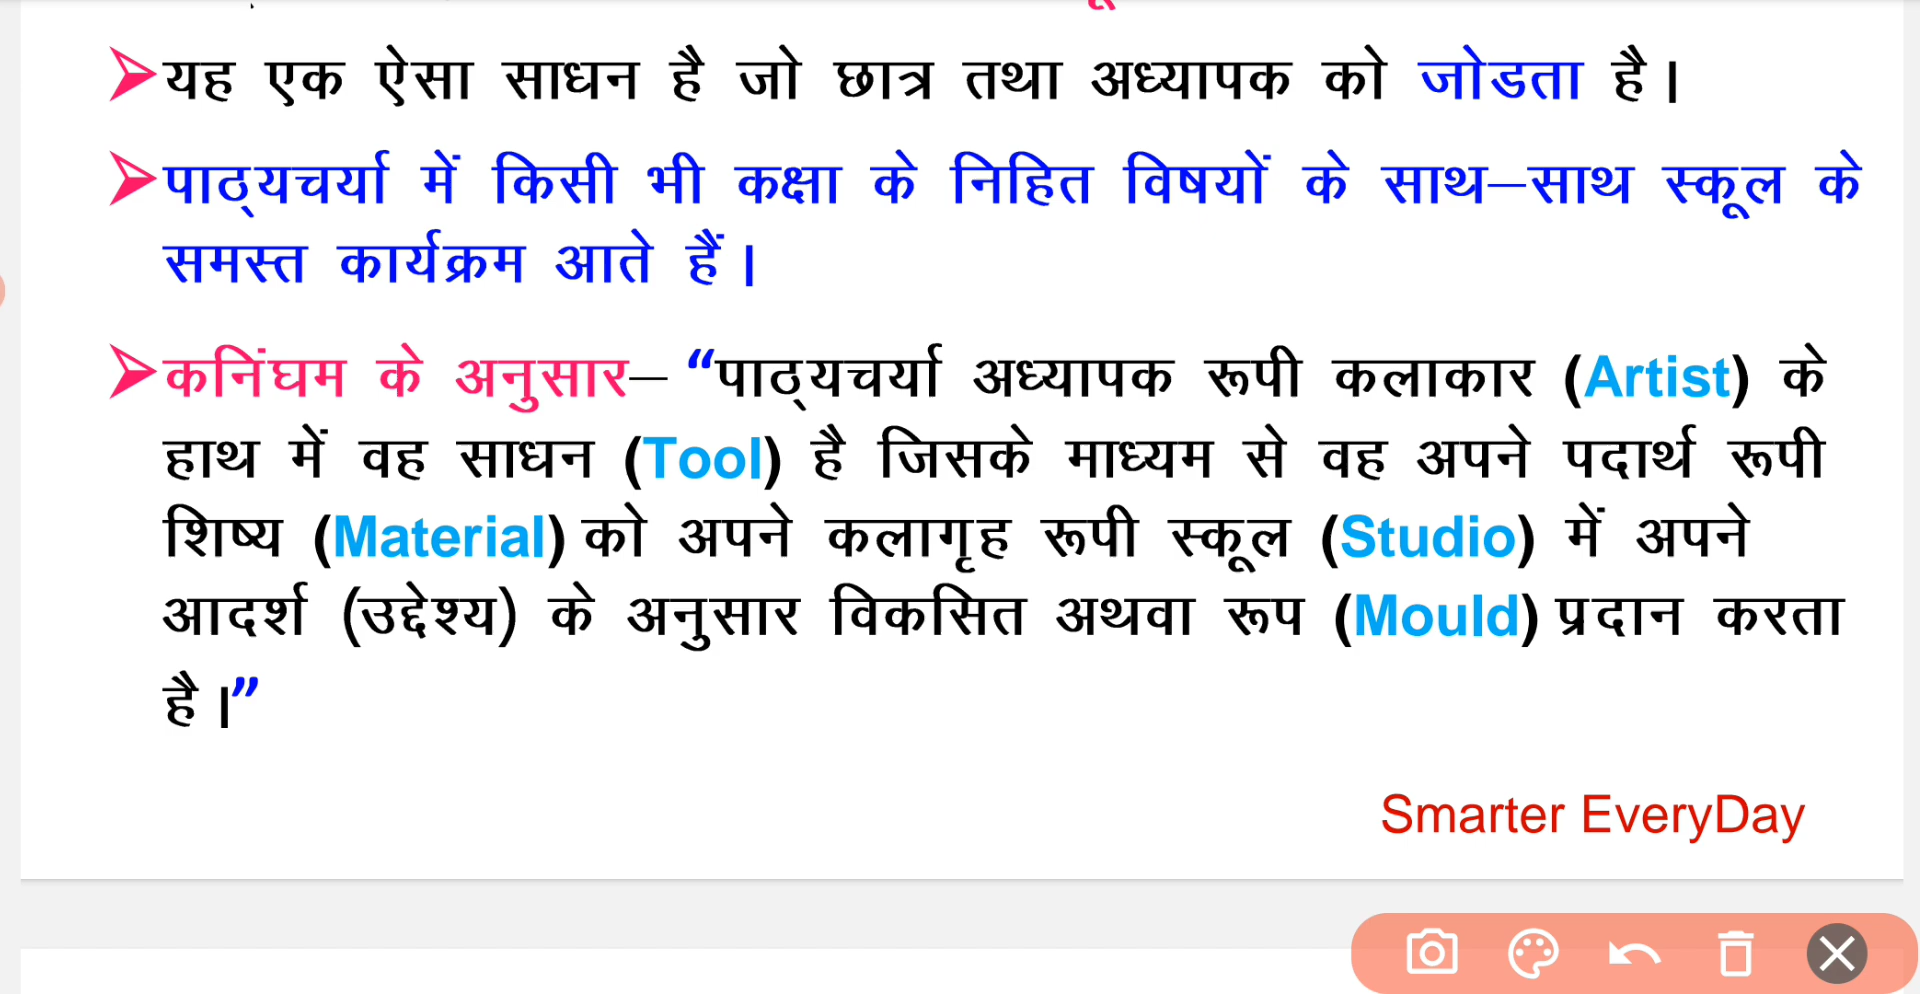 यह एक ऐसा साधन है जो छात्र तथा अध्यापक को जोडता है।
पाठ्यचर्या में किसी भी कक्षा के निहित विषयों के साथ–साथ स्कूल के
समस्त कार्यक्रम आते हैं।
कनिंघम के अनुसार– “पाठ्यचर्या अध्यापक रूपी कलाकार (Artist) के
हाथ में वह साधन (Tool) है जिसके माध्यम से वह अपने पदार्थ रूपी
शिष्य (Material) को अपने कलागृह रूपी स्कूल (Studio) में अपने
आदर्श (उद्देश्य) के अनुसार विकसित अथवा रूप (Mould) प्रदान करता
है।”
Smarter EveryDay